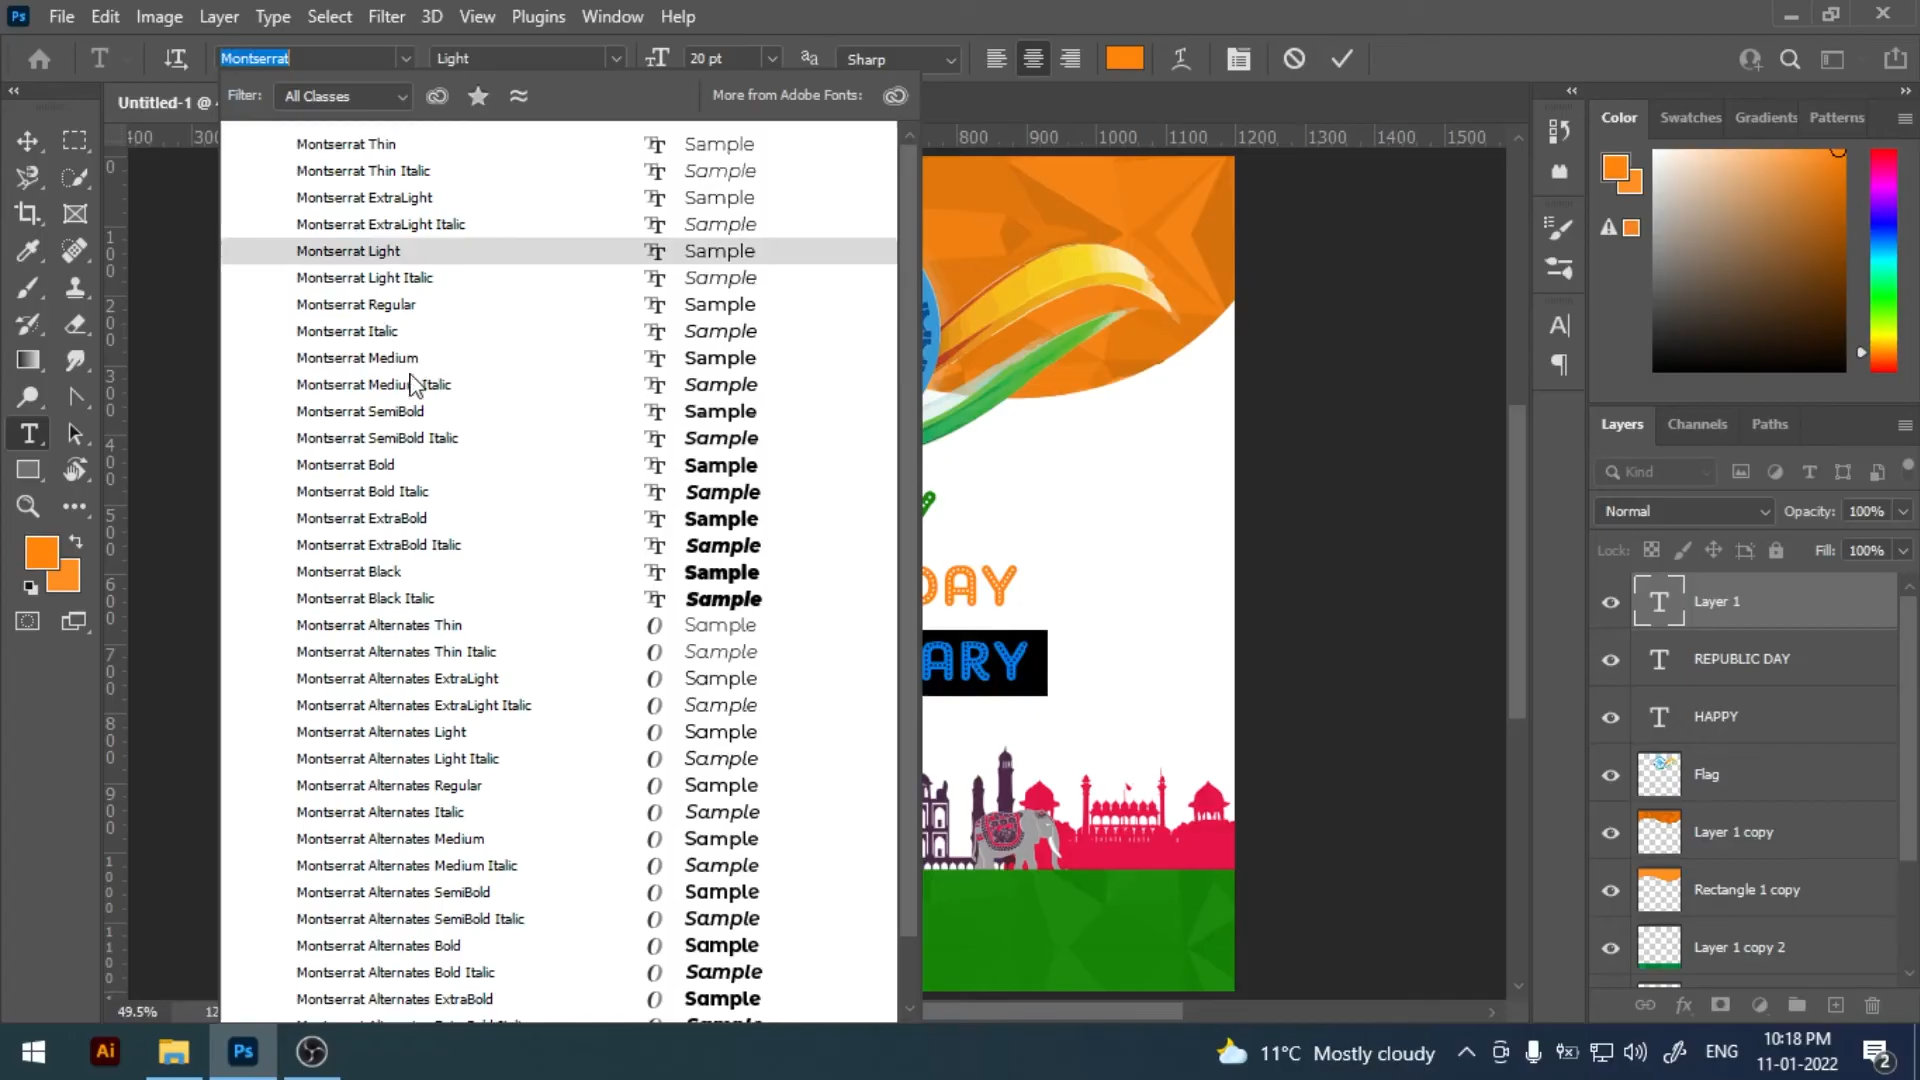 Ps File Edit Image Layer Type Select Filter 3D View Plugins Window Help
T Montserrat Light 20 pt Sharp
Filter: All Classes More from Adobe Fonts:
Untitled-1 @
Color Swatches Gradients Patterns
400 300 800 900 1000 1100 1200 1300 1400 1500
Montserrat Thin Sample
Montserrat Thin Italic Sample
Montserrat ExtraLight Sample
Montserrat ExtraLight Italic Sample
Montserrat Light Sample
Montserrat Light Italic Sample
Montserrat Regular Sample
Montserrat Italic Sample
Montserrat Medium Sample
Montserrat Medium Italic Sample
Montserrat SemiBold Sample
Montserrat SemiBold Italic Sample
Montserrat Bold Sample
Montserrat Bold Italic Sample
Montserrat ExtraBold Sample
Montserrat ExtraBold Italic Sample
Montserrat Black Sample
Montserrat Black Italic Sample
Montserrat Alternates Thin Sample
Montserrat Alternates Thin Italic Sample
Montserrat Alternates ExtraLight Sample
Montserrat Alternates ExtraLight Italic Sample
Montserrat Alternates Light Sample
Montserrat Alternates Light Italic Sample
Montserrat Alternates Regular Sample
Montserrat Alternates Italic Sample
Montserrat Alternates Medium Sample
Montserrat Alternates Medium Italic Sample
Montserrat Alternates SemiBold Sample
Montserrat Alternates SemiBold Italic Sample
Montserrat Alternates Bold Sample
Montserrat Alternates Bold Italic Sample
Montserrat Alternates ExtraBold Sample
DAY
ARY
Layers Channels Paths
Kind
Normal Opacity: 100%
Lock: Fill: 100%
Layer 1
REPUBLIC DAY
HAPPY
Flag
Layer 1 copy
Rectangle 1 copy
Layer 1 copy 2
49.5% 12
Ai Ps 11°C Mostly cloudy ENG
10:18 PM
11-01-2022
2